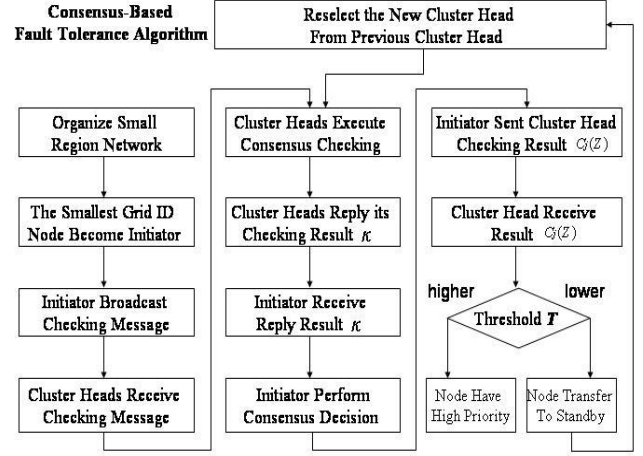 Consensus-Based
Fault Tolerance Algorithm
Reselect the New Cluster Head
From Previous Cluster Head
Organize Small
Region Network
The Smallest Grid ID
Node Become Initiator
Initiator Broadcast
Checking Message
Cluster Heads Receive
Checking Message
Cluster Heads Execute
Consensus Checking
Cluster Heads Reply its
Checking Result κ
Initiator Receive
Reply Result κ
Initiator Perform
Consensus Decision
Initiator Sent Cluster Head
Checking Result Cj(Z)
Cluster Head Receive
Result Cj(Z)
higher
lower
Threshold T
Node Have
High Priority
Node Transfer
To Standby